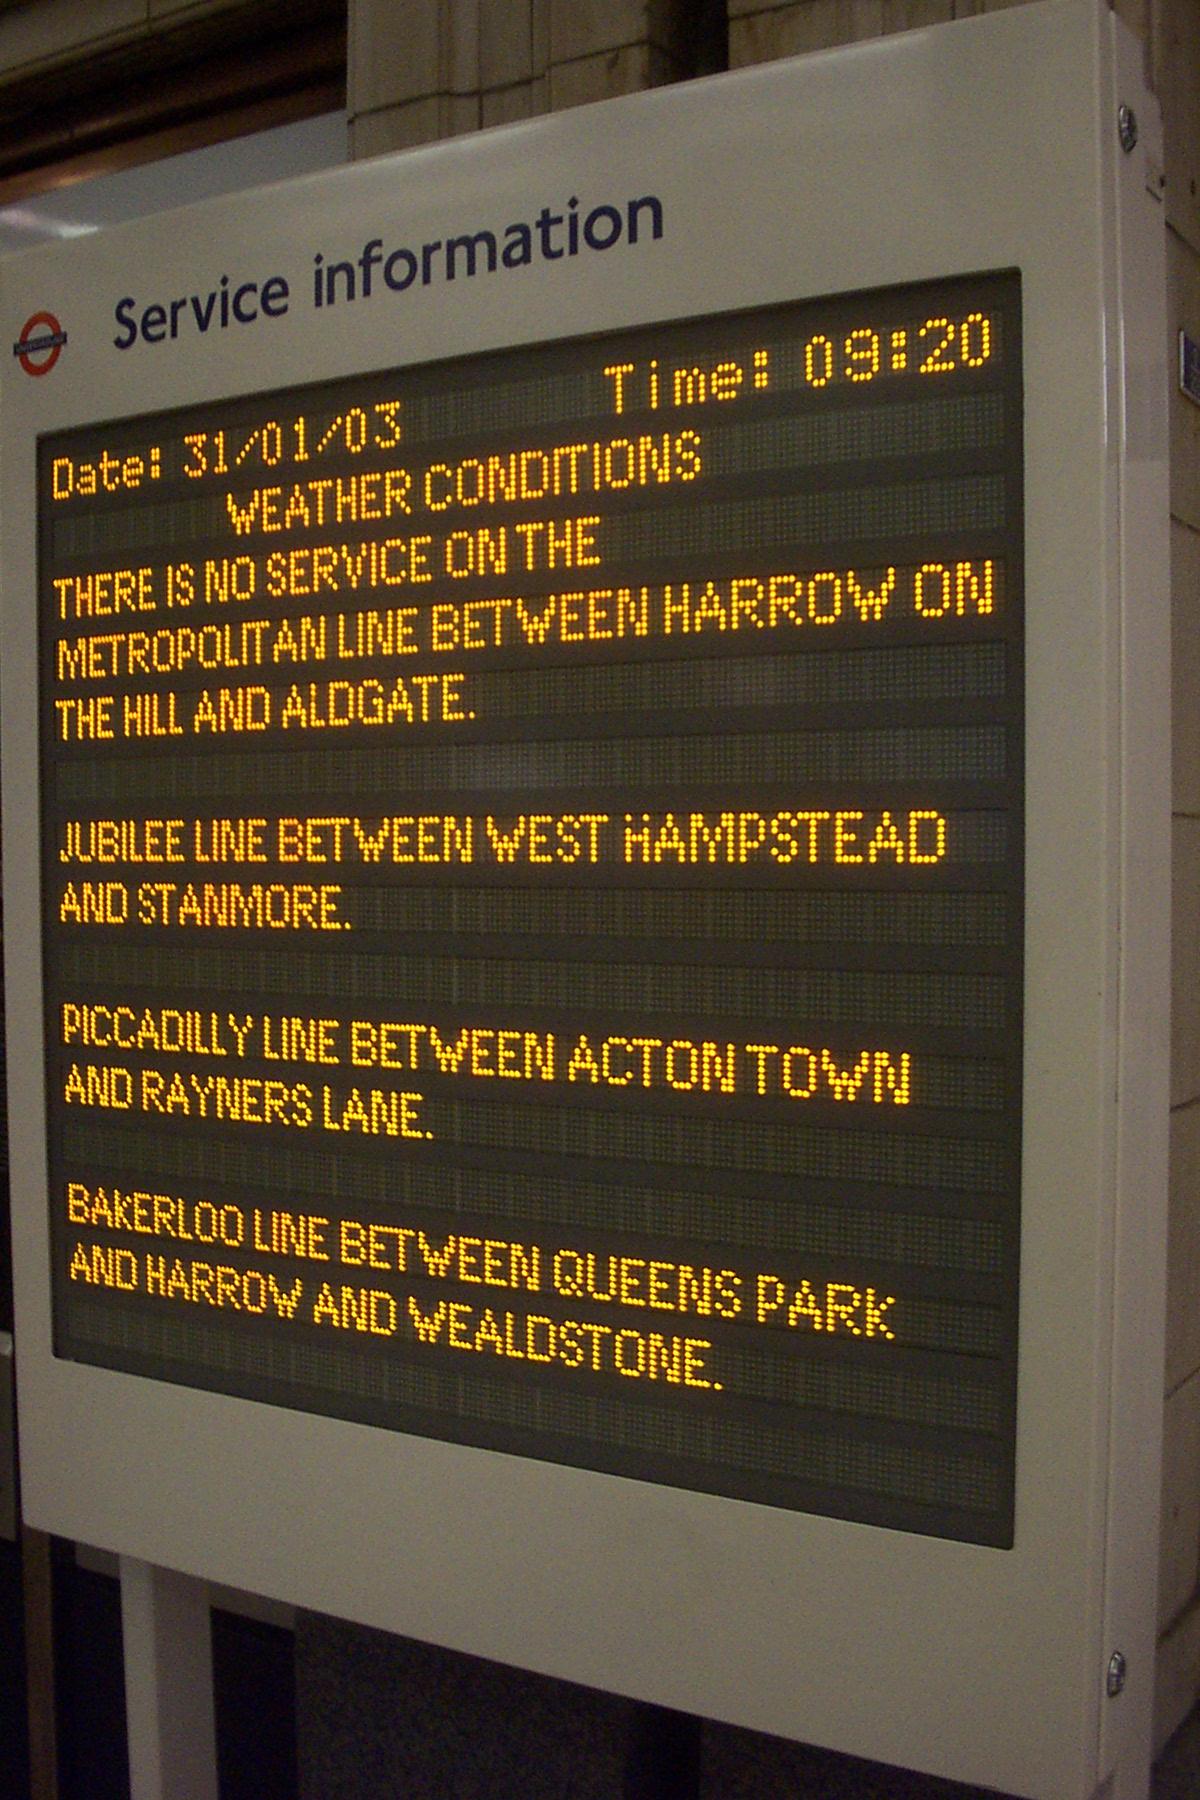 Service information
Date: 31/01/03 Time: 09:20
WEATHER CONDITIONS
THERE IS NO SERVICE ON THE
METROPOLITAN LINE BETWEEN HARROW ON
THE HILL AND ALDGATE.
JUBILEE LINE BETWEEN WEST HAMPSTEAD
AND STANMORE.
PICCADILLY LINE BETWEEN ACTON TOWN
AND RAYNERS LANE.
BAKERLOO LINE BETWEEN QUEENS PARK
AND HARROW AND WEALDSTONE.